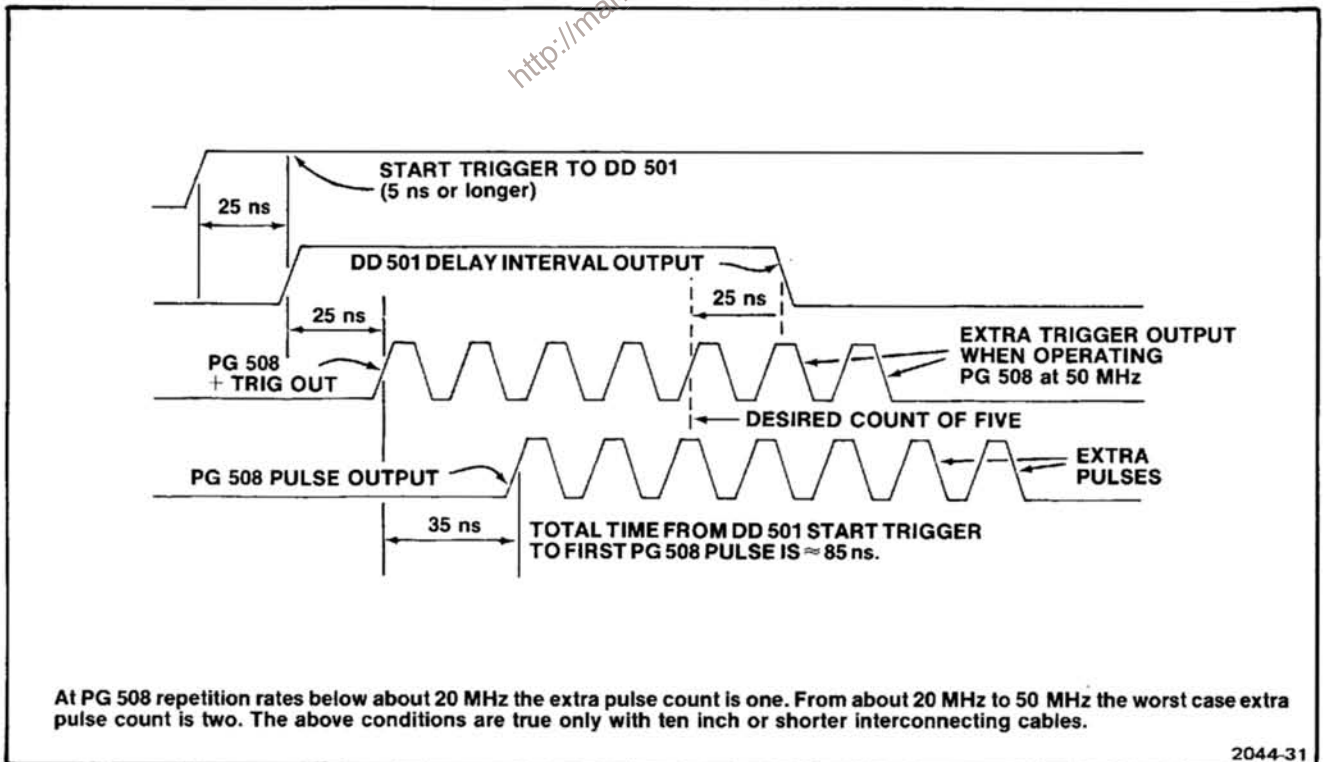 http://man
START TRIGGER TO DD 501
(5 ns or longer)
25 ns
DD 501 DELAY INTERVAL OUTPUT
25 ns
25 ns
PG 508
+ TRIG OUT
EXTRA TRIGGER OUTPUT
WHEN OPERATING
PG 508 at 50 MHz
DESIRED COUNT OF FIVE
PG 508 PULSE OUTPUT
EXTRA
PULSES
35 ns
TOTAL TIME FROM DD 501 START TRIGGER
TO FIRST PG 508 PULSE IS ≈ 85 ns.
At PG 508 repetition rates below about 20 MHz the extra pulse count is one. From about 20 MHz to 50 MHz the worst case extra
pulse count is two. The above conditions are true only with ten inch or shorter interconnecting cables.
2044-31